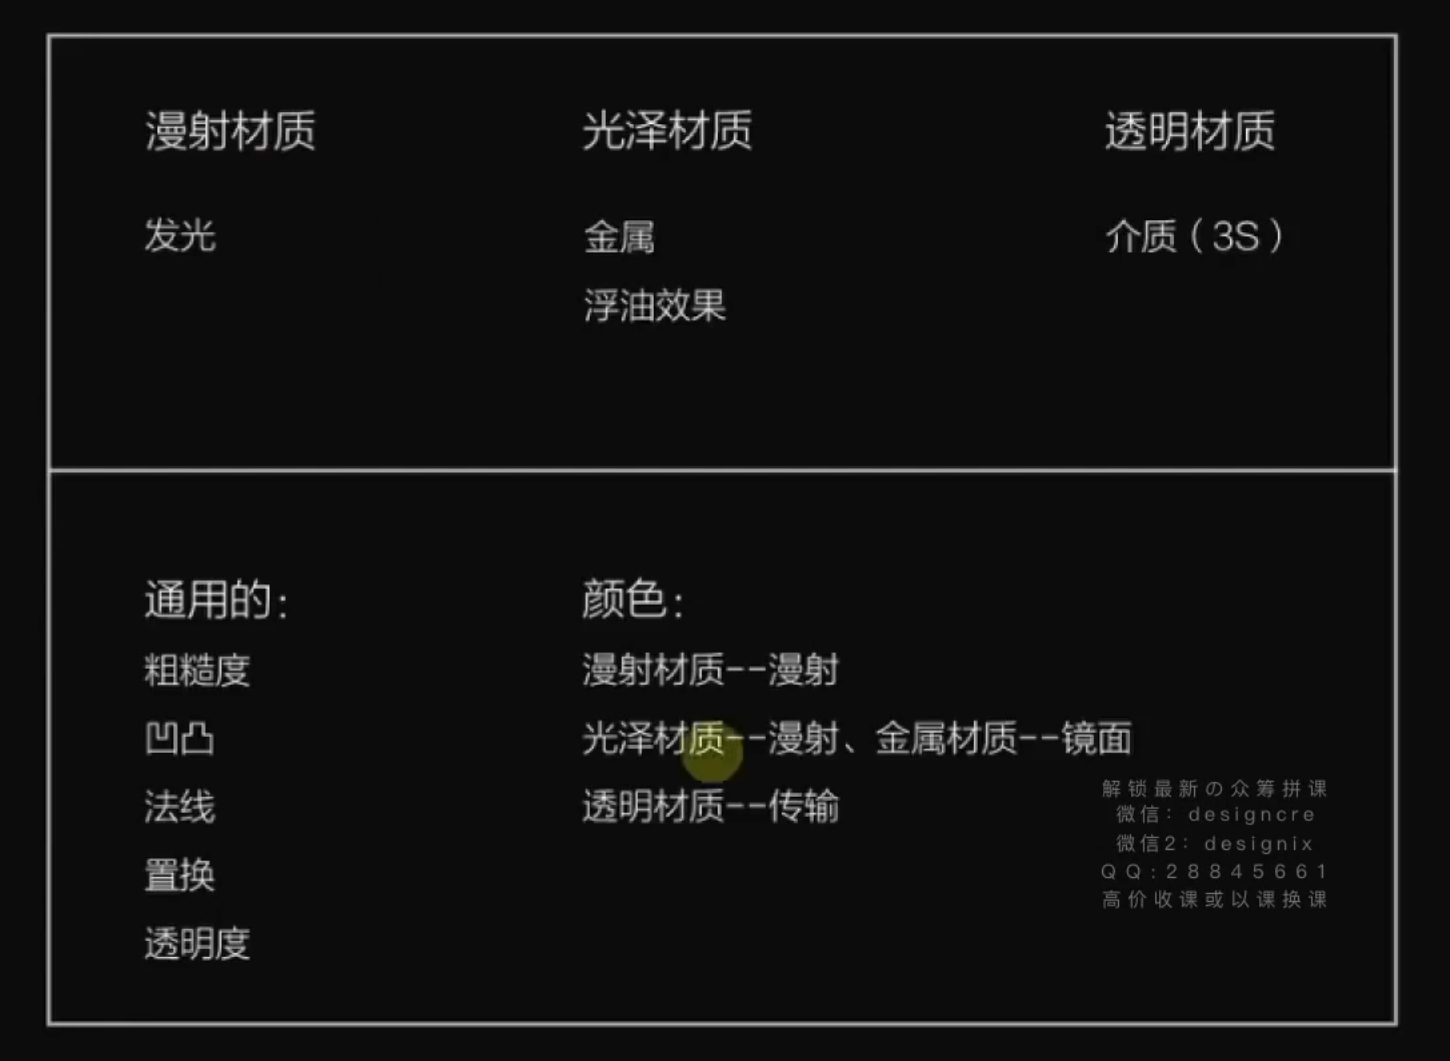 漫射材质 光泽材质 透明材质
发光 金属 介质（3S）
浮油效果
通用的： 颜色：
粗糙度 漫射材质--漫射
凹凸 光泽材质--漫射、金属材质--镜面
法线 透明材质--传输
置换
透明度
解锁最新の众筹拼课
微信：designcre
微信2：designix
QQ:28845661
高价收课或以课换课